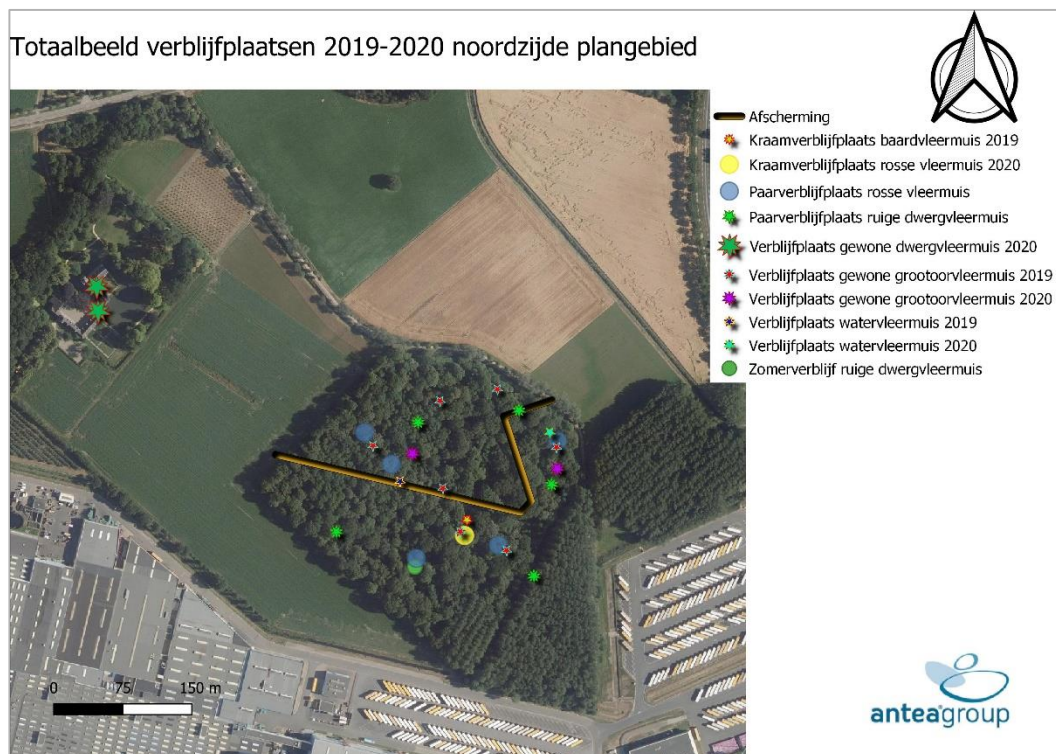 Totaalbeeld verblijfplaatsen 2019-2020 noordzijde plangebied
Afscherming
Kraamverblijfplaats baardvleermuis 2019
Kraamverblijfplaats rosse vleermuis 2020
Paarverblijfplaats rosse vleermuis
Paarverblijfplaats ruige dwergvleermuis
Verblijfplaats gewone dwergvleermuis 2020
Verblijfplaats gewone grootoorvleermuis 2019
Verblijfplaats gewone grootoorvleermuis 2020
Verblijfplaats watervleermuis 2019
Verblijfplaats watervleermuis 2020
Zomerverblijf ruige dwergvleermuis
0 75 150 m
anteagroup